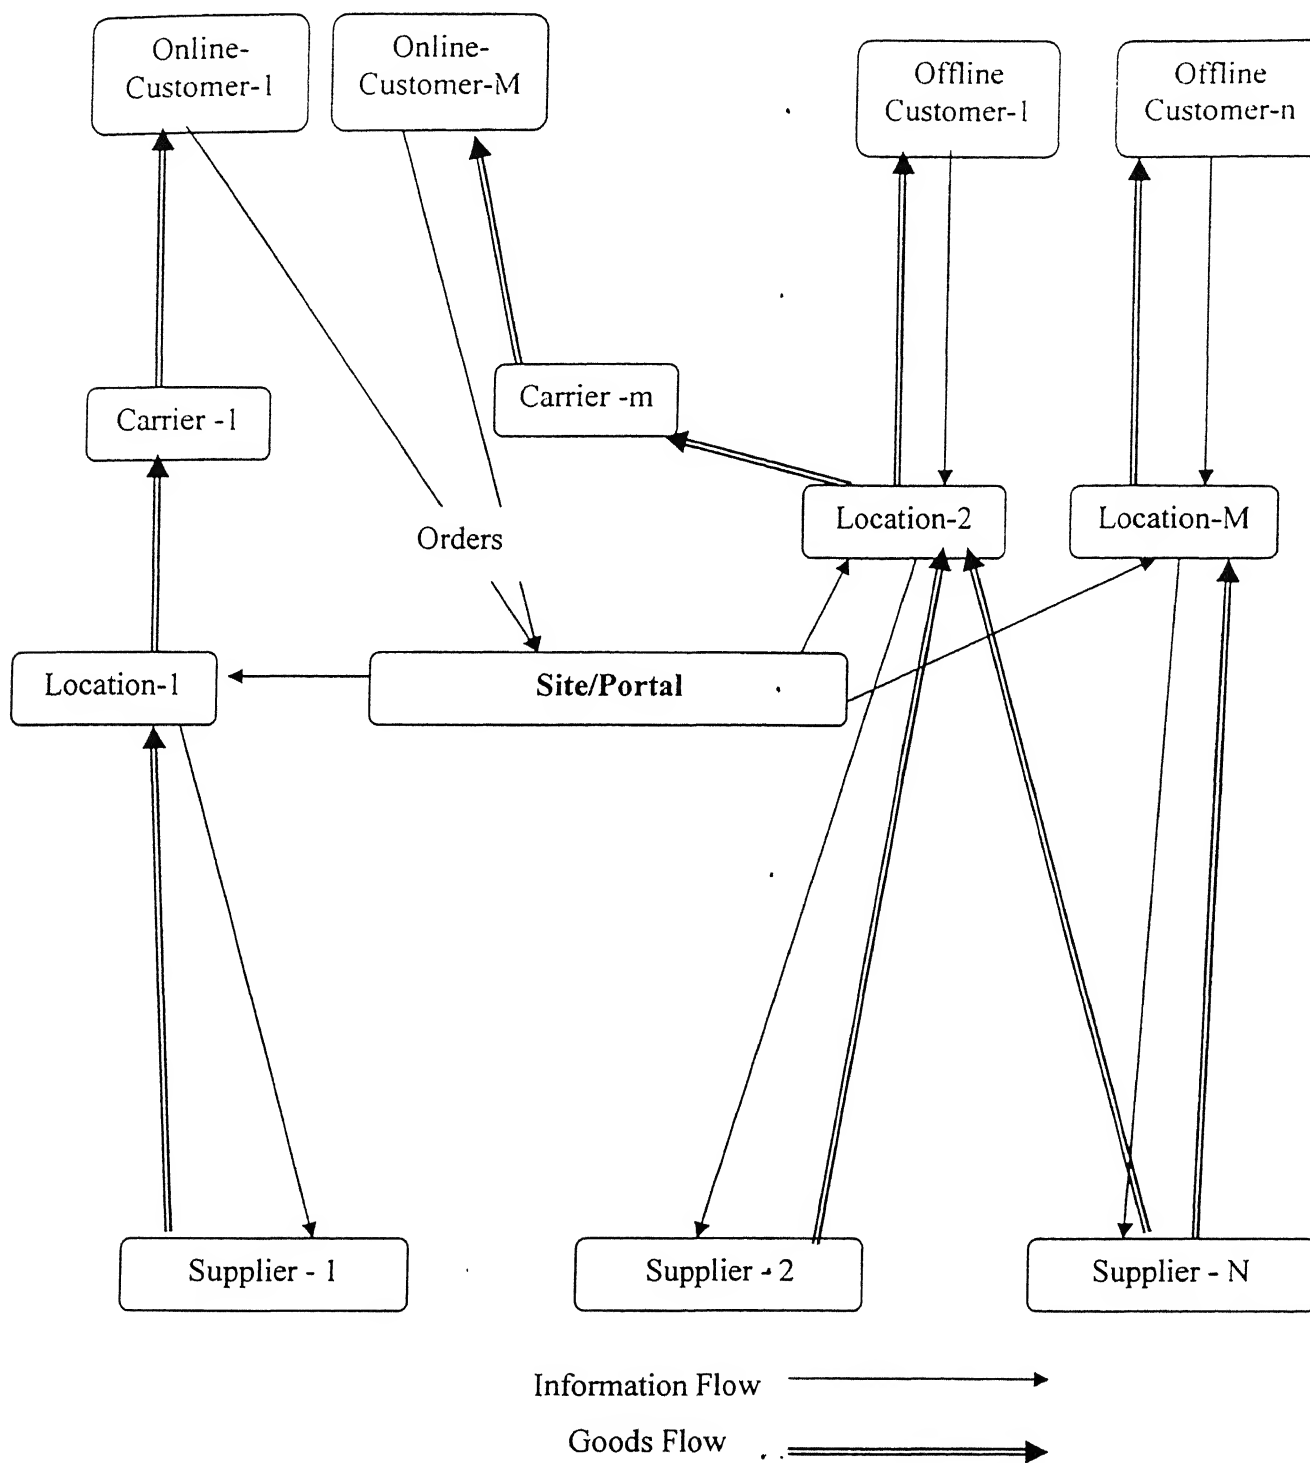 Online-
Customer-1
Online-
Customer-M
Offline
Customer-1
Offline
Customer-n
Carrier -m
Carrier -1
Location-2
Location-M
Orders
Location-1
Site/Portal
Supplier - 1
Supplier - 2
Supplier - N
Information Flow
Goods Flow